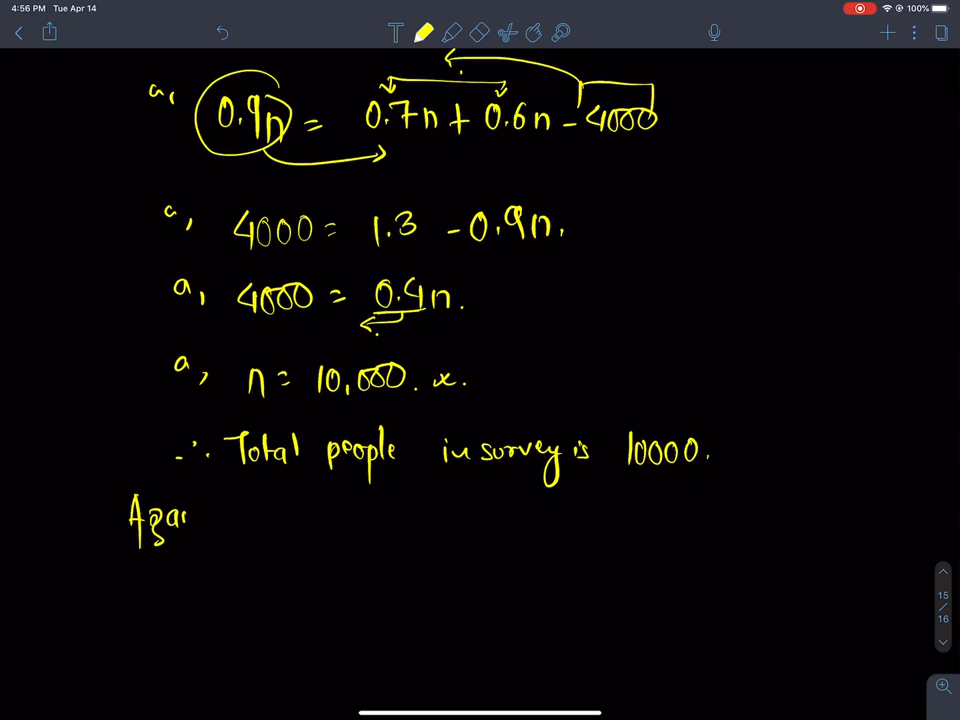 4:56 PM Tue Apr 14 100%
T
a, 0.9n = 0.7n + 0.6n - 4000
a, 4000 = 1.3 - 0.9n.
a, 4000 = 0.4n.
a, n = 10,000. x.
∴ Total people in survey is 10000.
Agai
15
/
16